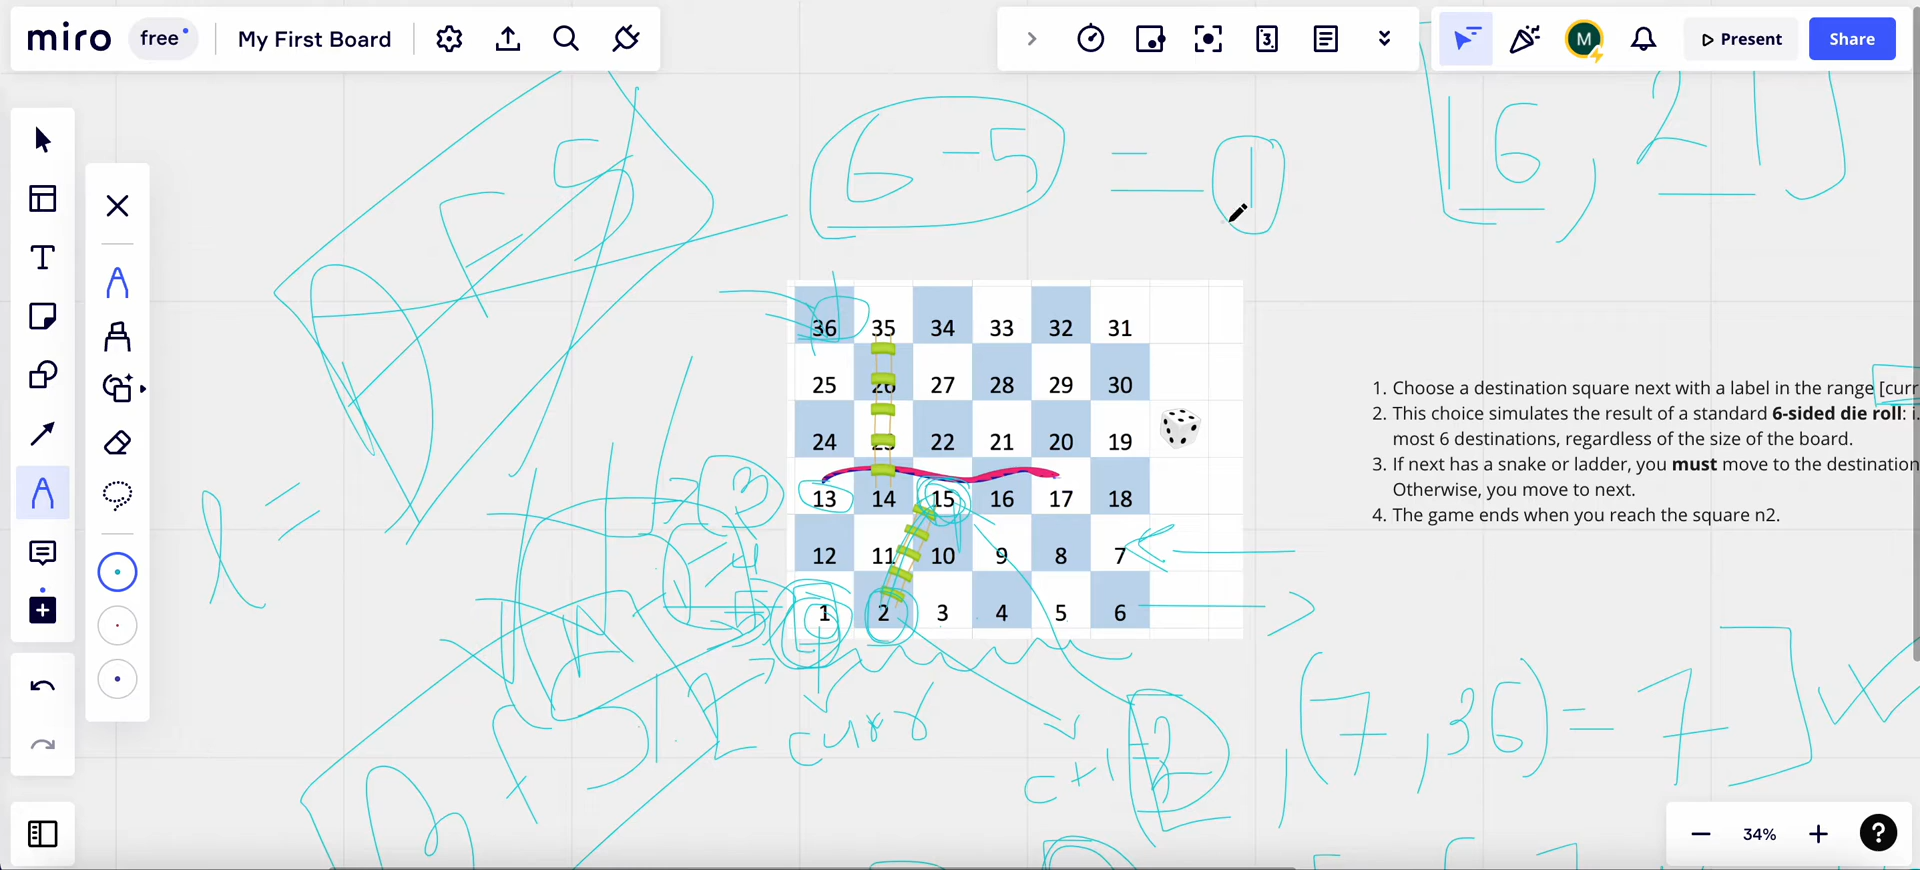 miro free My First Board
Present Share
6-5 = 1
[16, 21]
36 35 34 33 32 31
25 26 27 28 29 30
24 23 22 21 20 19
13 14 15 16 17 18
12 11 10 9 8 7
1 2 3 4 5 6
1. Choose a destination square next with a label in the range [curr
2. This choice simulates the result of a standard 6-sided die roll: i.
most 6 destinations, regardless of the size of the board.
3. If next has a snake or ladder, you must move to the destination
Otherwise, you move to next.
4. The game ends when you reach the square n2.
curr
c+1
=2
, (7, 36) = 7]
34%